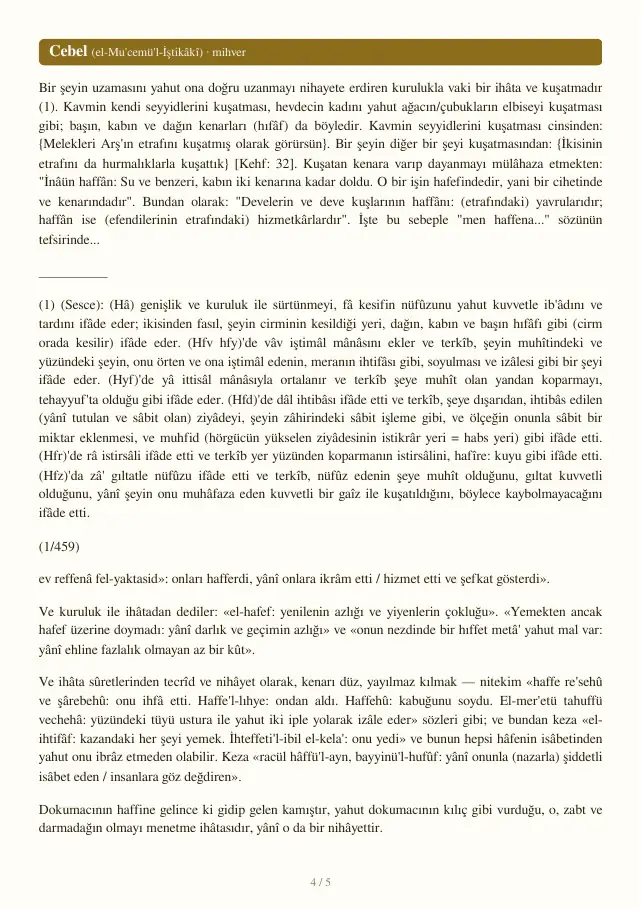 Cebel (el-Mu'cemü'l-İştikâkî) · mihver
Bir şeyin uzamasını yahut ona doğru uzanmayı nihayete erdiren kurulukla vaki bir ihâta ve kuşatmadır
(1). Kavmin kendi seyyidlerini kuşatması, hevdecin kadını yahut ağacın/çubukların elbiseyi kuşatması
gibi; başın, kabın ve dağın kenarları (hıfâf) da böyledir. Kavmin seyyidlerini kuşatması cinsinden:
{Melekleri Arş'ın etrafını kuşatmış olarak görürsün}. Bir şeyin diğer bir şeyi kuşatmasından: {İkisinin
etrafını da hurmalıklarla kuşattık} [Kehf: 32]. Kuşatan kenara varıp dayanmayı mülâhaza etmekten:
"İnâün haffân: Su ve benzeri, kabın iki kenarına kadar doldu. O bir işin hafefindedir, yani bir cihetinde
ve kenarındadır". Bundan olarak: "Develerin ve deve kuşlarının haffânı: (etrafındaki) yavrularıdır;
haffân ise (efendilerinin etrafındaki) hizmetkârlardır". İşte bu sebeple "men haffena..." sözünün
tefsirinde...
___________
(1) (Sesce): (Hâ) genişlik ve kuruluk ile sürtünmeyi, fâ kesifin nüfûzunu yahut kuvvetle ib'âdını ve
tardını ifâde eder; ikisinden fasıl, şeyin cirminin kesildiği yeri, dağın, kabın ve başın hıfâfı gibi (cirm
orada kesilir) ifâde eder. (Hfv hfy)'de vâv iştimâl mânâsını ekler ve terkîb, şeyin muhîtindeki ve
yüzündeki şeyin, onu örten ve ona iştimâl edenin, meranın ihtifâsı gibi, soyulması ve izâlesi gibi bir şeyi
ifâde eder. (Hyf)'de yâ ittisâl mânâsıyla ortalanır ve terkîb şeye muhît olan yandan koparmayı,
tehayyuf'ta olduğu gibi ifâde eder. (Hfd)'de dâl ihtibâsı ifâde etti ve terkîb, şeye dışarıdan, ihtibâs edilen
(yânî tutulan ve sâbit olan) ziyâdeyi, şeyin zâhirindeki sâbit işleme gibi, ve ölçeğin onunla sâbit bir
miktar eklenmesi, ve muhfid (hörgücün yükselen ziyâdesinin istikrâr yeri = habs yeri) gibi ifâde etti.
(Hfr)'de râ istirsâli ifâde etti ve terkîb yer yüzünden koparmanın istirsâlini, hafîre: kuyu gibi ifâde etti.
(Hfz)'da zâ' gıltatle nüfûzu ifâde etti ve terkîb, nüfûz edenin şeye muhît olduğunu, gıltat kuvvetli
olduğunu, yânî şeyin onu muhâfaza eden kuvvetli bir gaîz ile kuşatıldığını, böylece kaybolmayacağını
ifâde etti.
(1/459)
ev reffenâ fel-yaktasid»: onları hafferdi, yânî onlara ikrâm etti / hizmet etti ve şefkat gösterdi».
Ve kuruluk ile ihâtadan dediler: «el-hafef: yenilenin azlığı ve yiyenlerin çokluğu». «Yemekten ancak
hafef üzerine doymadı: yânî darlık ve geçimin azlığı» ve «onun nezdinde bir hıffet metâ' yahut mal var:
yânî ehline fazlalık olmayan az bir kût».
Ve ihâta sûretlerinden tecrîd ve nihâyet olarak, kenarı düz, yayılmaz kılmak — nitekim «haffe re'sehû
ve şârebehû: onu ihfâ etti. Haffe'l-lıhye: ondan aldı. Haffehû: kabuğunu soydu. El-mer'etü tahuffü
vechehâ: yüzündeki tüyü ustura ile yahut iki iple yolarak izâle eder» sözleri gibi; ve bundan keza «el-
ihtifâf: kazandaki her şeyi yemek. İhteffeti'l-ibil el-kela': onu yedi» ve bunun hepsi hâfenin isâbetinden
yahut onu ibrâz etmeden olabilir. Keza «racül hâffü'l-ayn, bayyinü'l-hufûf: yânî onunla (nazarla) şiddetli
isâbet eden / insanlara göz değdiren».
Dokumacının haffine gelince ki gidip gelen kamıştır, yahut dokumacının kılıç gibi vurduğu, o, zabt ve
darmadağın olmayı menetme ihâtasıdır, yânî o da bir nihâyettir.
4 / 5